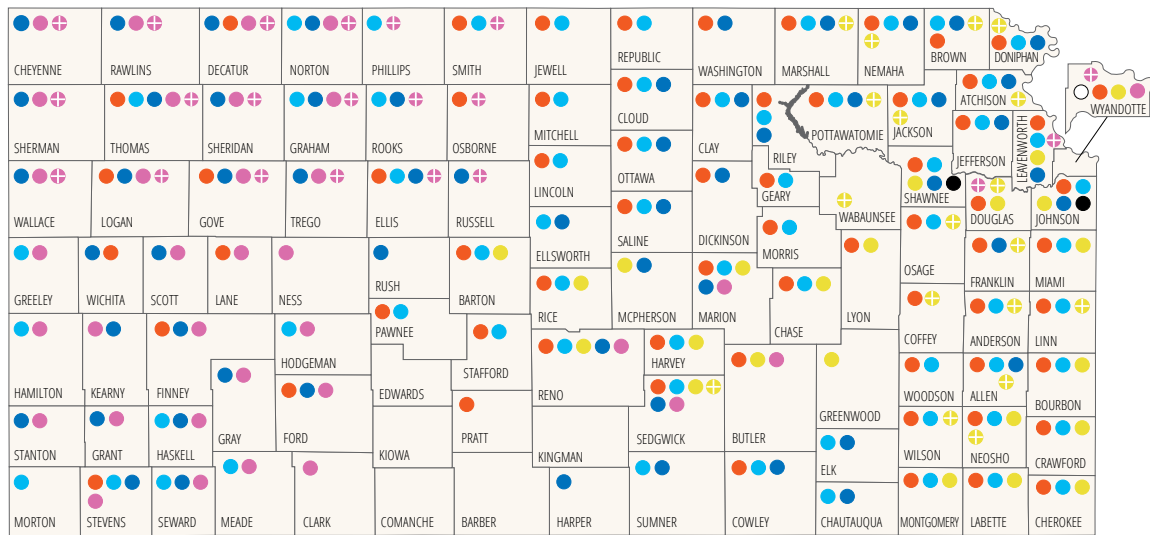 CHEYENNE
RAWLINS
DECATUR
NORTON
PHILLIPS
SMITH
JEWELL
REPUBLIC
WASHINGTON
MARSHALL
NEMAHA
BROWN
DONIPHAN
SHERMAN
THOMAS
SHERIDAN
GRAHAM
ROOKS
OSBORNE
MITCHELL
CLOUD
CLAY
RILEY
POTTAWATOMIE
JACKSON
ATCHISON
JEFFERSON
LEAVENWORTH
WYANDOTTE
WALLACE
LOGAN
GOVE
TREGO
ELLIS
RUSSELL
LINCOLN
OTTAWA
GEARY
WABAUNSEE
SHAWNEE
DOUGLAS
JOHNSON
ELLSWORTH
SALINE
DICKINSON
MORRIS
OSAGE
FRANKLIN
MIAMI
GREELEY
WICHITA
SCOTT
LANE
NESS
RUSH
BARTON
RICE
MCPHERSON
MARION
CHASE
LYON
COFFEY
ANDERSON
LINN
HAMILTON
KEARNY
FINNEY
HODGEMAN
PAWNEE
EDWARDS
STAFFORD
RENO
HARVEY
BUTLER
GREENWOOD
WOODSON
ALLEN
BOURBON
STANTON
GRANT
HASKELL
GRAY
FORD
KIOWA
PRATT
KINGMAN
SEDGWICK
ELK
WILSON
NEOSHO
CRAWFORD
MORTON
STEVENS
SEWARD
MEADE
CLARK
COMANCHE
BARBER
HARPER
SUMNER
COWLEY
CHAUTAUQUA
MONTGOMERY
LABETTE
CHEROKEE